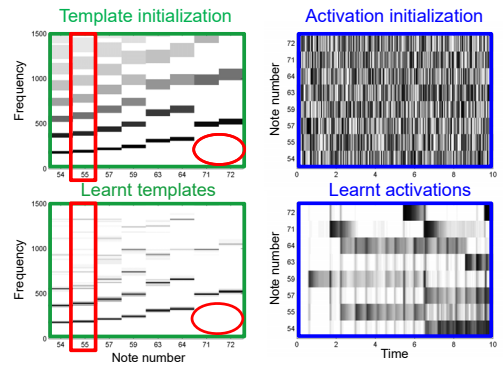 Template initialization
Activation initialization
Frequency
1500
1000
500
0
54 55 57 59 63 64 71 72
Note number
72
71
64
63
59
57
55
54
0 2 4 6 8 10
Learnt templates
Learnt activations
Frequency
1500
1000
500
0
54 55 57 59 63 64 71 72
Note number
Note number
72
71
64
63
59
57
55
54
0 2 4 6 8 10
Time